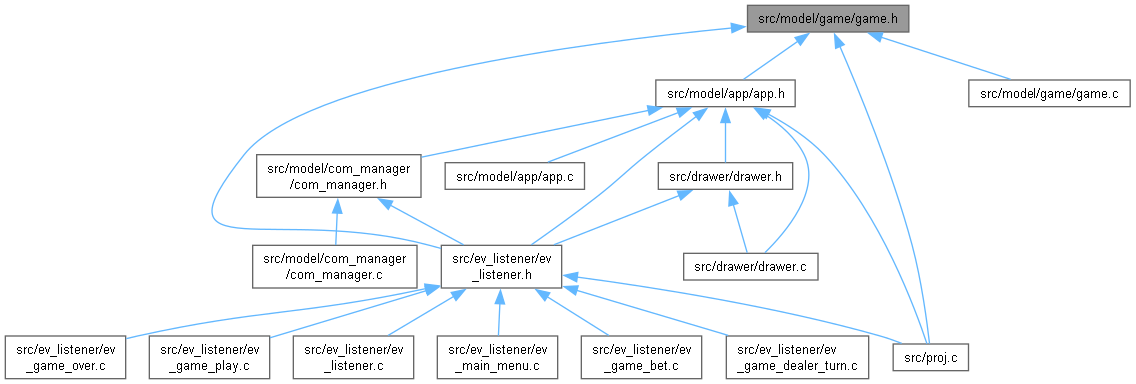 src/model/game/game.h
src/model/app/app.h
src/model/game/game.c
src/model/com_manager
/com_manager.h
src/model/app/app.c
src/drawer/drawer.h
src/model/com_manager
/com_manager.c
src/ev_listener/ev
_listener.h
src/drawer/drawer.c
src/ev_listener/ev
_game_over.c
src/ev_listener/ev
_game_play.c
src/ev_listener/ev
_listener.c
src/ev_listener/ev
_main_menu.c
src/ev_listener/ev
_game_bet.c
src/ev_listener/ev
_game_dealer_turn.c
src/proj.c